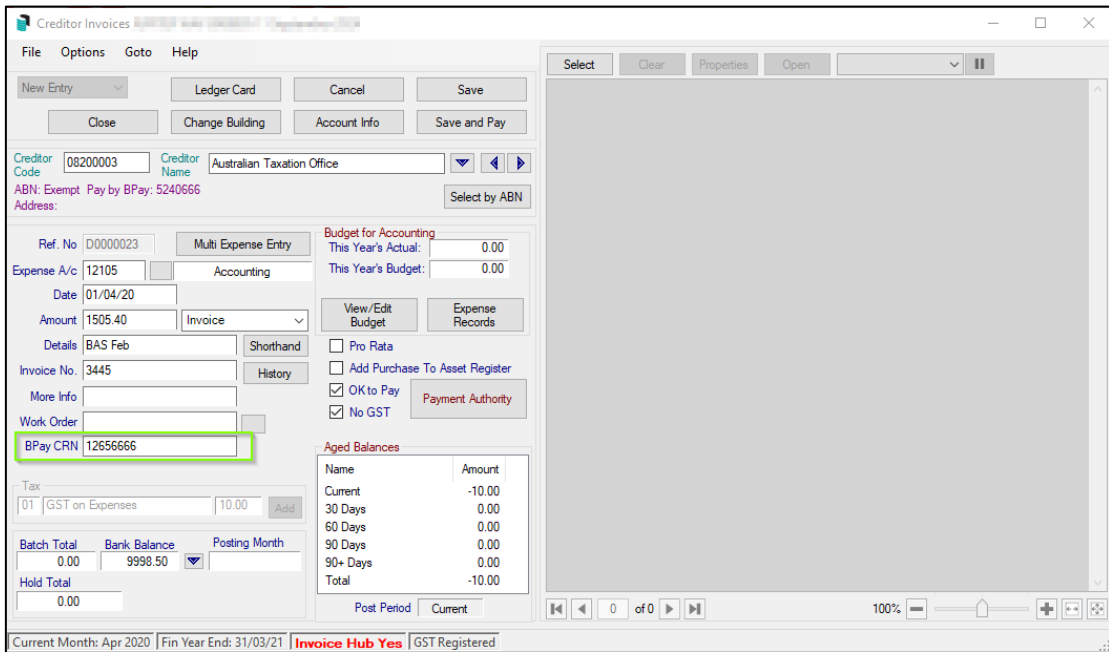 Creditor Invoices
File Options Goto Help
New Entry Ledger Card Cancel Save
Close Change Building Account Info Save and Pay
Creditor Code 08200003 Creditor Name Australian Taxation Office
ABN: Exempt Pay by BPay: 5240666
Address:
Select by ABN
Ref. No D0000023 Multi Expense Entry
Expense A/c 12105 Accounting
Date 01/04/20
Amount 1505.40 Invoice
Details BAS Feb Shorthand
Invoice No. 3445 History
More Info
Work Order
BPay CRN 12656666
Tax
01 GST on Expenses 10.00 Add
Batch Total Bank Balance Posting Month
0.00 9998.50
Hold Total
0.00
Budget for Accounting
This Year's Actual: 0.00
This Year's Budget: 0.00
View/Edit Budget Expense Records
Pro Rata
Add Purchase To Asset Register
OK to Pay
No GST
Payment Authority
Aged Balances
Name Amount
Current -10.00
30 Days 0.00
60 Days 0.00
90 Days 0.00
90+ Days 0.00
Total -10.00
Post Period Current
Select Clear Properties Open
0 of 0 100%
Current Month: Apr 2020 Fin Year End: 31/03/21 Invoice Hub Yes GST Registered